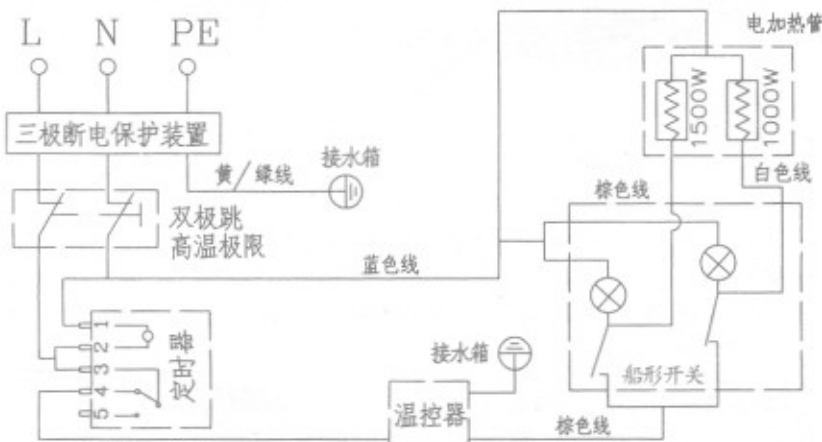 L N PE
电加热管
三极断电保护装置
1500W
1000W
黄/绿线
接水箱
白色线
棕色线
双极跳
高温极限
蓝色线
1
2
3
4
5
定时器
接水箱
船形开关
温控器
棕色线